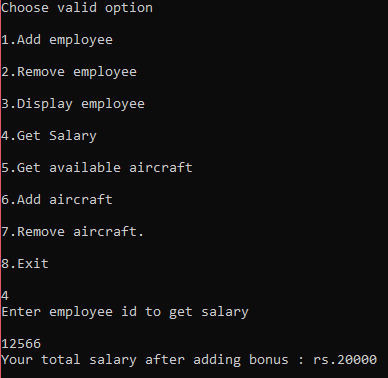 Choose valid option
1.Add employee
2.Remove employee
3.Display employee
4.Get Salary
5.Get available aircraft
6.Add aircraft
7.Remove aircraft.
8.Exit
4
Enter employee id to get salary
12566
Your total salary after adding bonus : rs.20000